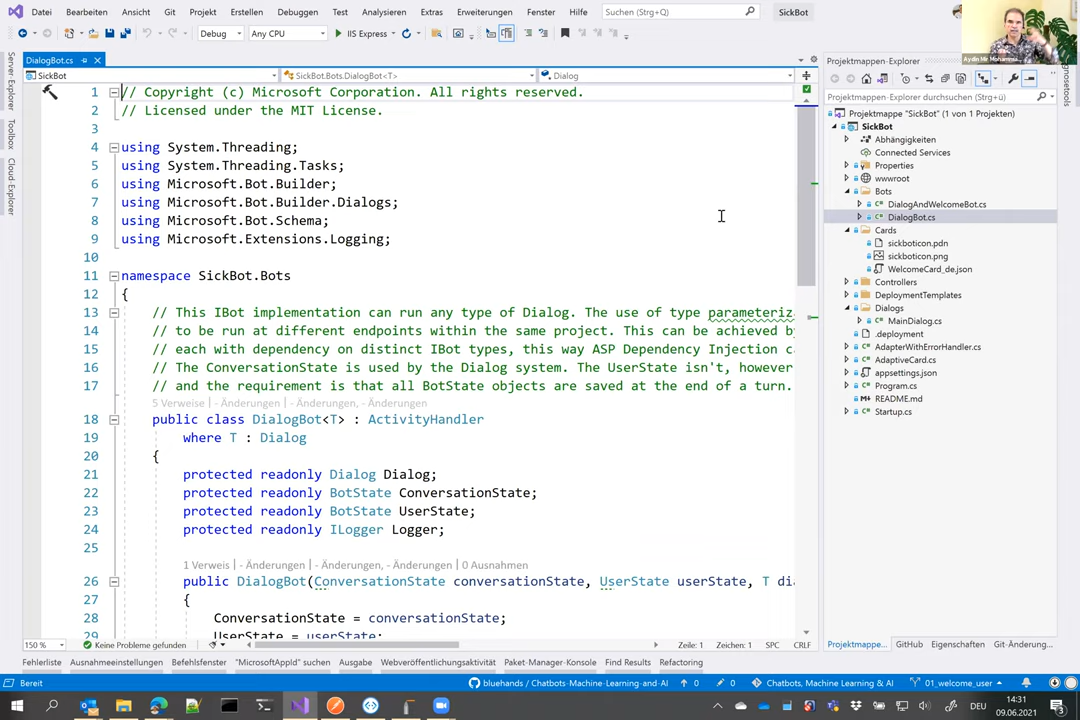 Datei Bearbeiten Ansicht Git Projekt Erstellen Debuggen Test Analysieren Extras Erweiterungen Fenster Hilfe Suchen (Strg+Q) SickBot
Debug Any CPU IIS Express
DialogBot.cs
SickBot SickBot.Bots.DialogBot<T> Dialog
Server-Explorer
Toolbox
Cloud-Explorer
1 // Copyright (c) Microsoft Corporation. All rights reserved.
2 // Licensed under the MIT License.
3
4 using System.Threading;
5 using System.Threading.Tasks;
6 using Microsoft.Bot.Builder;
7 using Microsoft.Bot.Builder.Dialogs;
8 using Microsoft.Bot.Schema;
9 using Microsoft.Extensions.Logging;
10
11 namespace SickBot.Bots
12 {
13 // This IBot implementation can run any type of Dialog. The use of type parameteriz
14 // to be run at different endpoints within the same project. This can be achieved by
15 // each with dependency on distinct IBot types, this way ASP Dependency Injection c
16 // The ConversationState is used by the Dialog system. The UserState isn't, however
17 // and the requirement is that all BotState objects are saved at the end of a turn.
5 Verweise | - Änderungen | - Änderungen, - Änderungen
18 public class DialogBot<T> : ActivityHandler
19 where T : Dialog
20 {
21 protected readonly Dialog Dialog;
22 protected readonly BotState ConversationState;
23 protected readonly BotState UserState;
24 protected readonly ILogger Logger;
25
1 Verweis | - Änderungen | - Änderungen, - Änderungen | 0 Ausnahmen
26 public DialogBot(ConversationState conversationState, UserState userState, T dia
27 {
28 ConversationState = conversationState;
29 UserState = userState;
150 % Keine Probleme gefunden Zeile: 1 Zeichen: 1 SPC CRLF
Projektmappen-Explorer
Projektmappen-Explorer durchsuchen (Strg+ü)
Projektmappe "SickBot" (1 von 1 Projekten)
SickBot
Abhängigkeiten
Connected Services
Properties
wwwroot
Bots
DialogAndWelcomeBot.cs
DialogBot.cs
Cards
sickboticon.pdn
sickboticon.png
WelcomeCard_de.json
Controllers
DeploymentTemplates
Dialogs
MainDialog.cs
.deployment
AdapterWithErrorHandler.cs
AdaptiveCard.cs
appsettings.json
Program.cs
README.md
Startup.cs
Projektmappe... GitHub Eigenschaften Git-Änderung...
Fehlerliste Ausnahmeeinstellungen Befehlsfenster "MicrosoftAppId" suchen Ausgabe Webveröffentlichungsaktivität Paket-Manager-Konsole Find Results Refactoring
Bereit bluehands / Chatbots-Machine-Learning-and-AI 0 0 Chatbots, Machine Learning & AI 01_welcome_user
DEU 14:31
09.06.2021